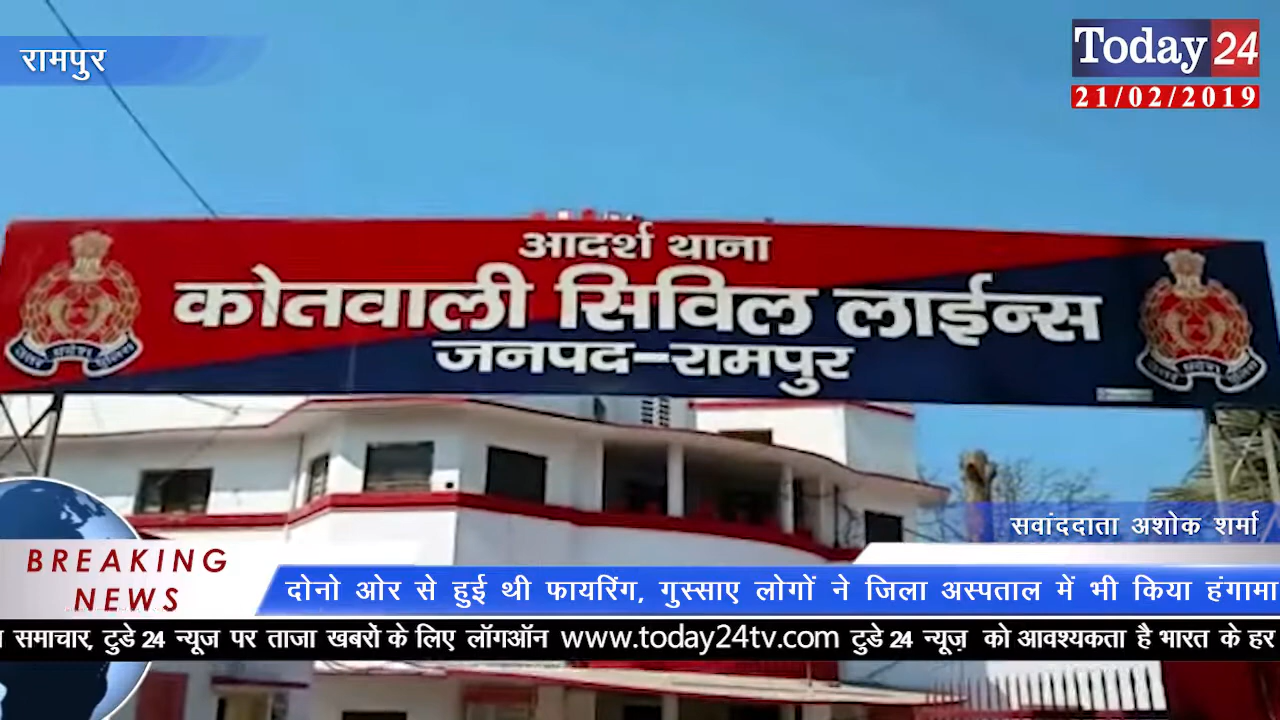 रामपुर
Today 24
21/02/2019
आदर्श थाना
कोतवाली सिविल लाईन्स
जनपद-रामपुर
सवांददाता अशोक शर्मा
BREAKING
NEWS
दोनो ओर से हुई थी फायरिंग, गुस्साए लोगों ने जिला अस्पताल में भी किया हंगामा
समाचार, टुडे 24 न्यूज पर ताजा खबरों के लिए लॉगऑन www.today24tv.com टुडे 24 न्यूज़ को आवश्यकता है भारत के हर